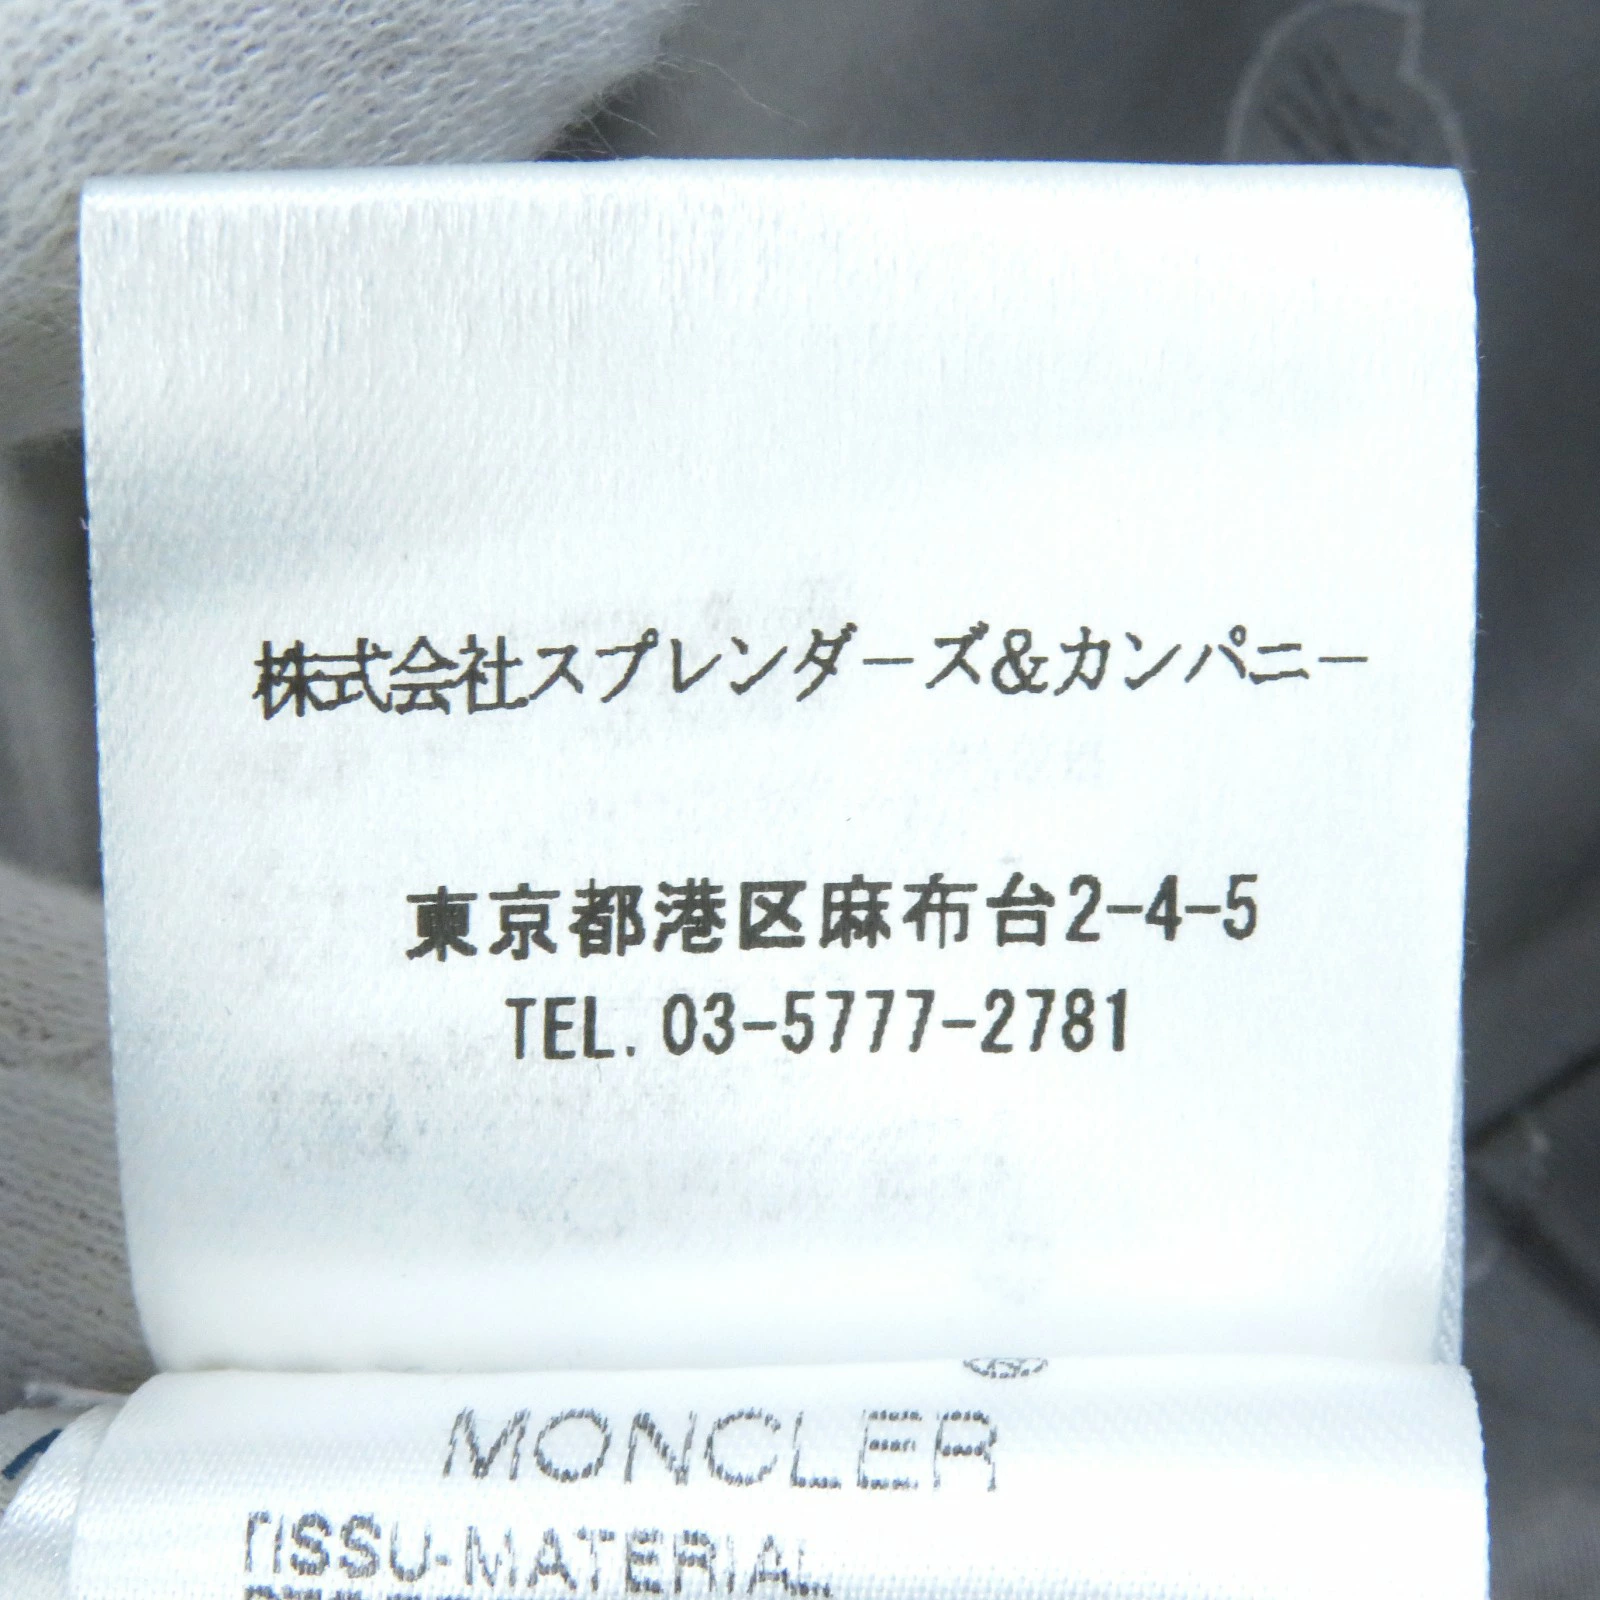 株式会社スプレンダーズ&カンパニー
東京都港区麻布台2-4-5
TEL. 03-5777-2781
MONCLER
TISSU-MATERIAL